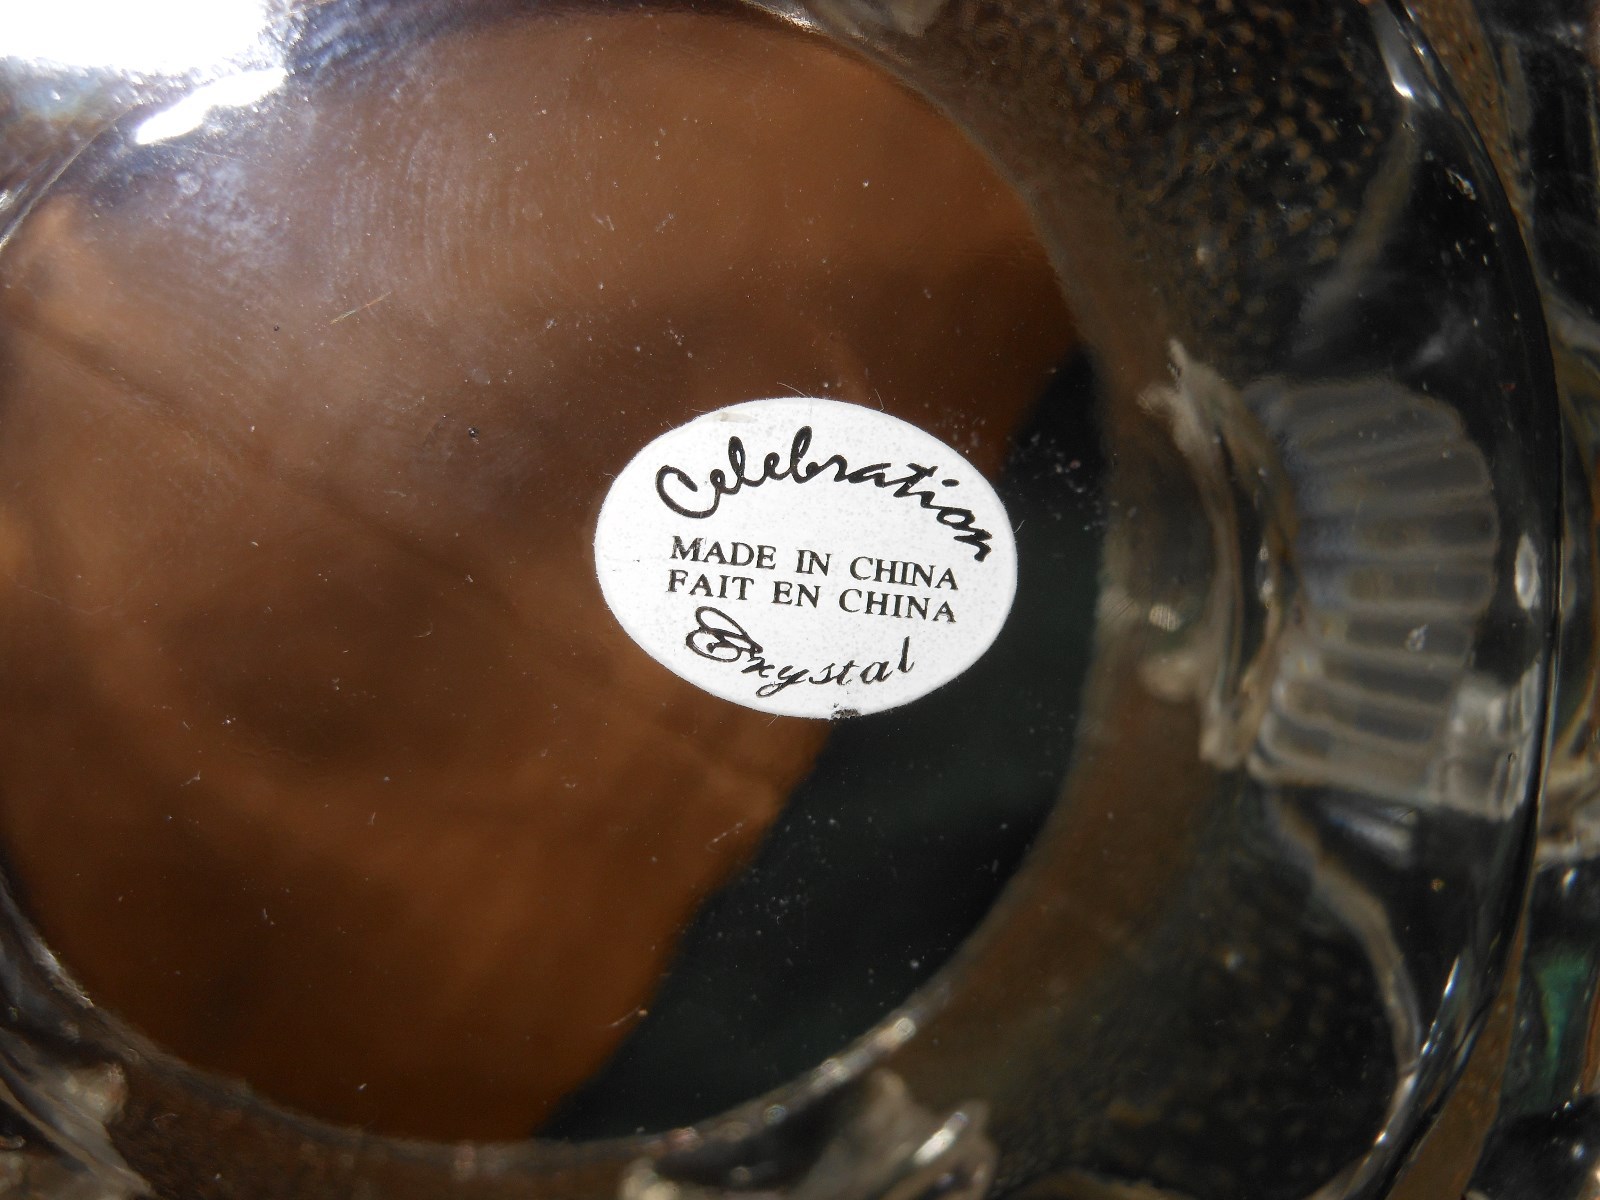 Celebration
MADE IN CHINA
FAIT EN CHINA
Crystal